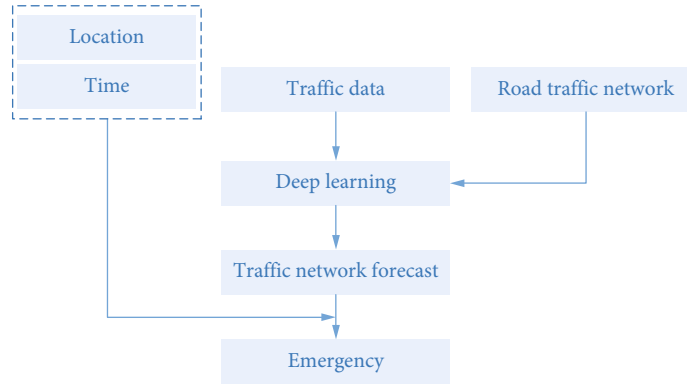 Location
Time
Traffic data
Road traffic network
Deep learning
Traffic network forecast
Emergency